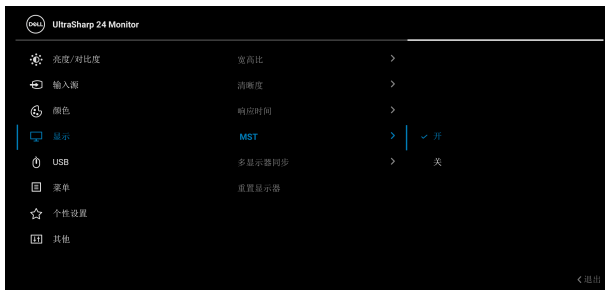 DELL UltraSharp 24 Monitor
亮度/对比度 宽高比
输入源 清晰度
颜色 响应时间
显示 MST 开
USB 多显示器同步 关
菜单 重置显示器
个性设置
其他
退出